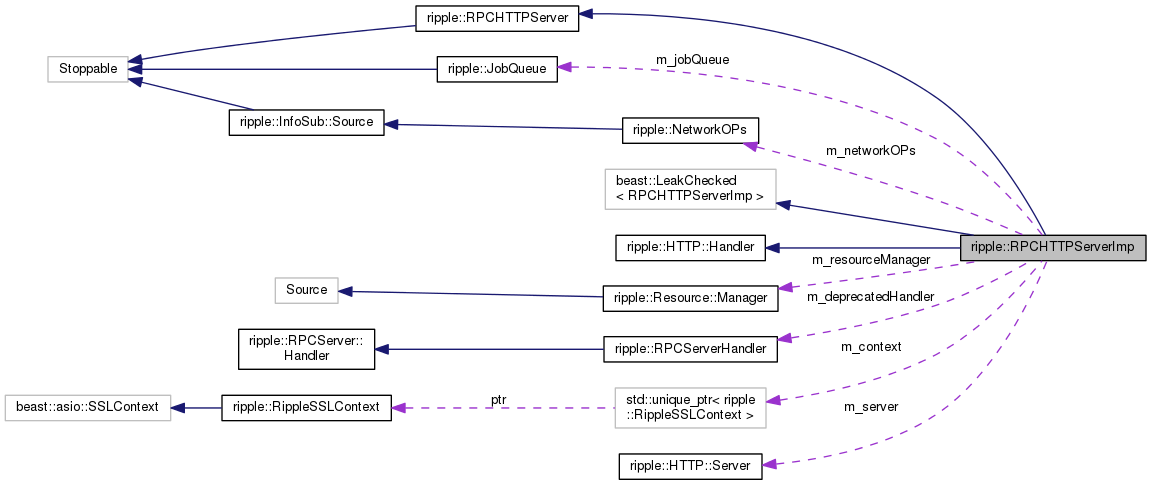 ripple::RPCHTTPServer
Stoppable
ripple::JobQueue
m_jobQueue
ripple::InfoSub::Source
ripple::NetworkOPs
m_networkOPs
beast::LeakChecked
< RPCHTTPServerImp >
ripple::HTTP::Handler
ripple::RPCHTTPServerImp
m_resourceManager
Source
ripple::Resource::Manager
m_deprecatedHandler
ripple::RPCServer::
Handler
ripple::RPCServerHandler
m_context
beast::asio::SSLContext
ripple::RippleSSLContext
ptr
std::unique_ptr< ripple
::RippleSSLContext >
m_server
ripple::HTTP::Server